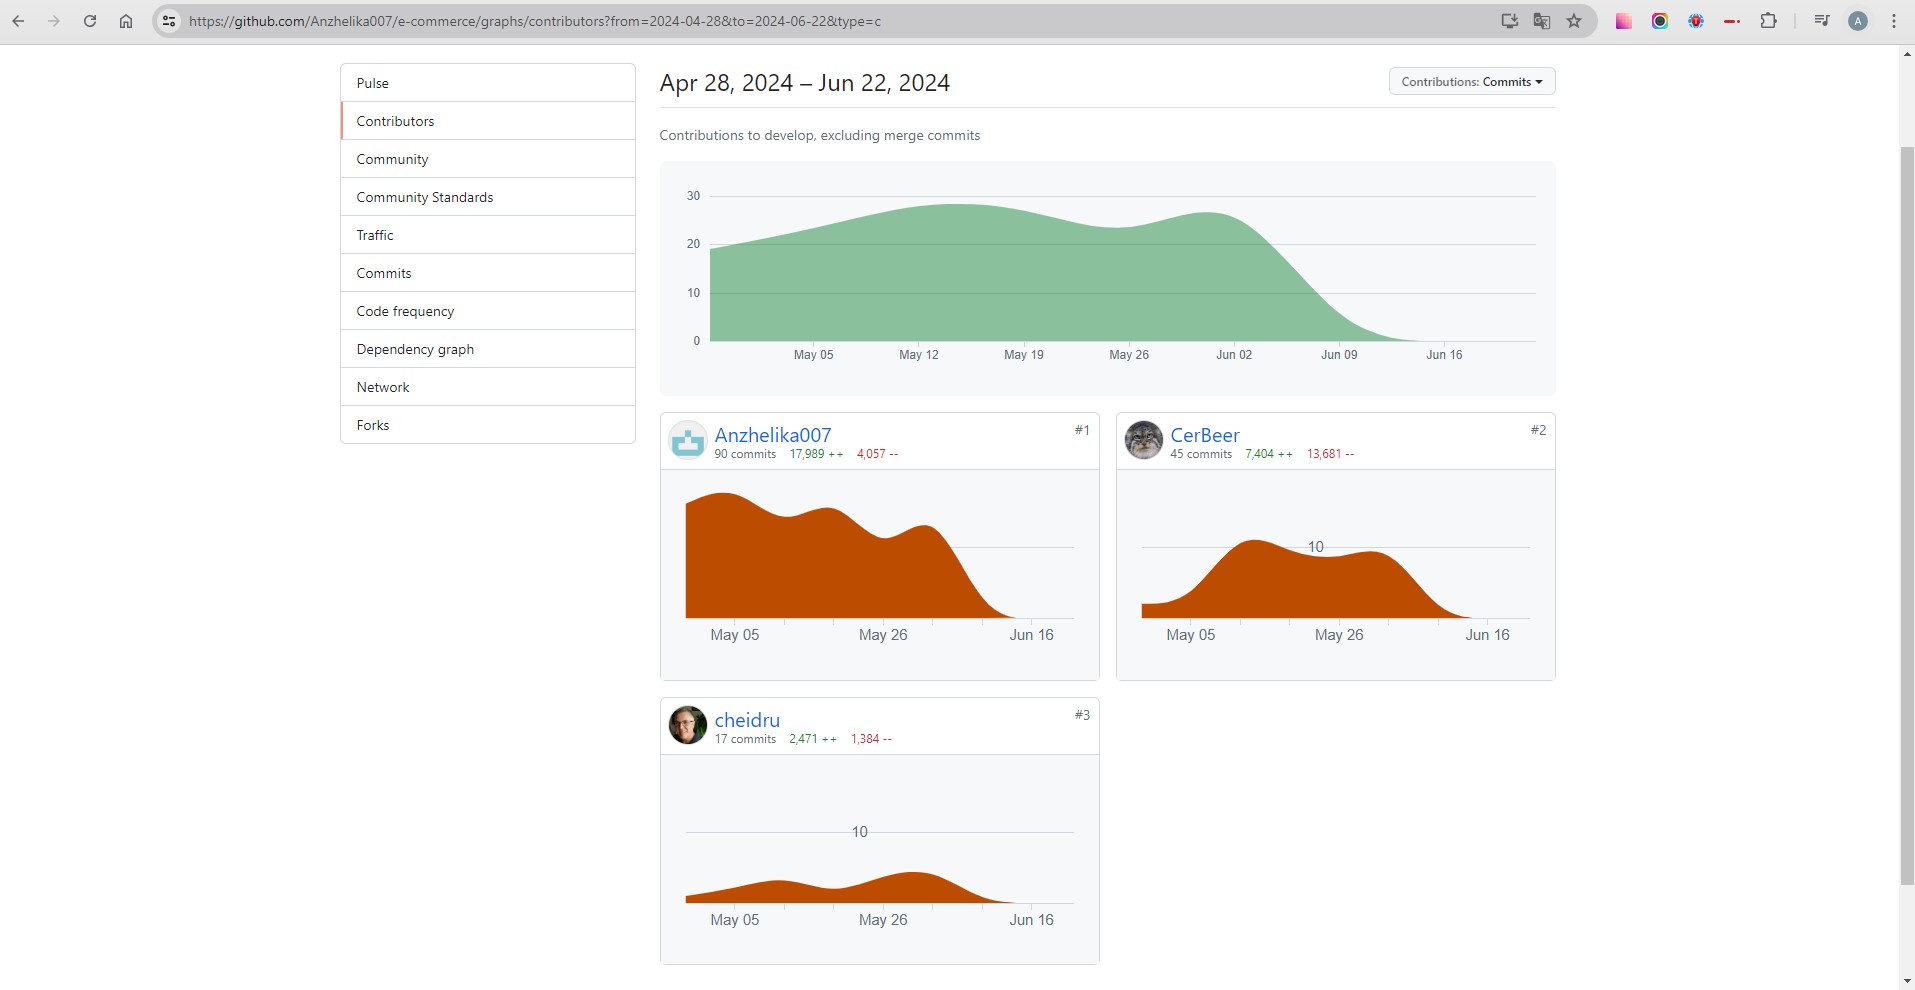 https://github.com/Anzhelika007/e-commerce/graphs/contributors?from=2024-04-28&to=2024-06-22&type=c
A
Pulse
Contributors
Community
Community Standards
Traffic
Commits
Code frequency
Dependency graph
Network
Forks
Apr 28, 2024 – Jun 22, 2024
Contributions: Commits
Contributions to develop, excluding merge commits
30
20
10
0
May 05 May 12 May 19 May 26 Jun 02 Jun 09 Jun 16
Anzhelika007 #1
90 commits 17,989 ++ 4,057 --
May 05 May 26 Jun 16
CerBeer #2
45 commits 7,404 ++ 13,681 --
10
May 05 May 26 Jun 16
cheidru #3
17 commits 2,471 ++ 1,384 --
10
May 05 May 26 Jun 16